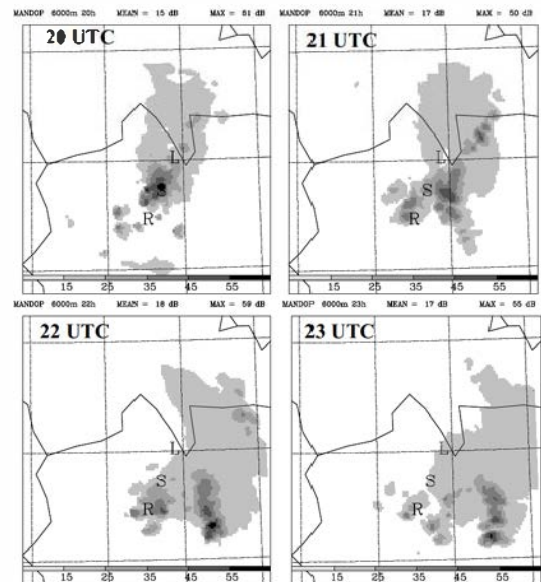 MANDOP 6000m 20h MEAN = 15 dB MAX = 51 dB
20 UTC
L
S
R
15 25 35 45 55
MANDOP 6000m 21h MEAN = 17 dB MAX = 50 dB
21 UTC
L
S
R
15 25 35 45 55
MANDOP 6000m 22h MEAN = 18 dB MAX = 59 dB
22 UTC
L
S
R
15 25 35 45 55
MANDOP 6000m 23h MEAN = 17 dB MAX = 55 dB
23 UTC
L
S
R
15 25 35 45 55